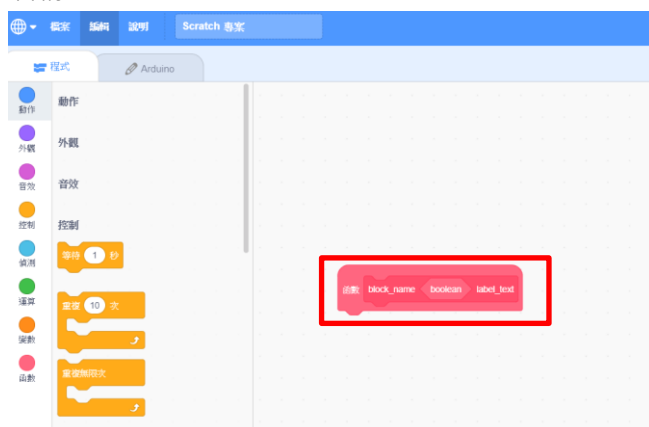 檔案 編輯 說明 Scratch 專案
程式 Arduino
動作
外觀
音效
控制
偵測
運算
變數
函數
動作
外觀
音效
控制
等待 1 秒
重複 10 次
重複無限次
函數 block_name boolean label_text